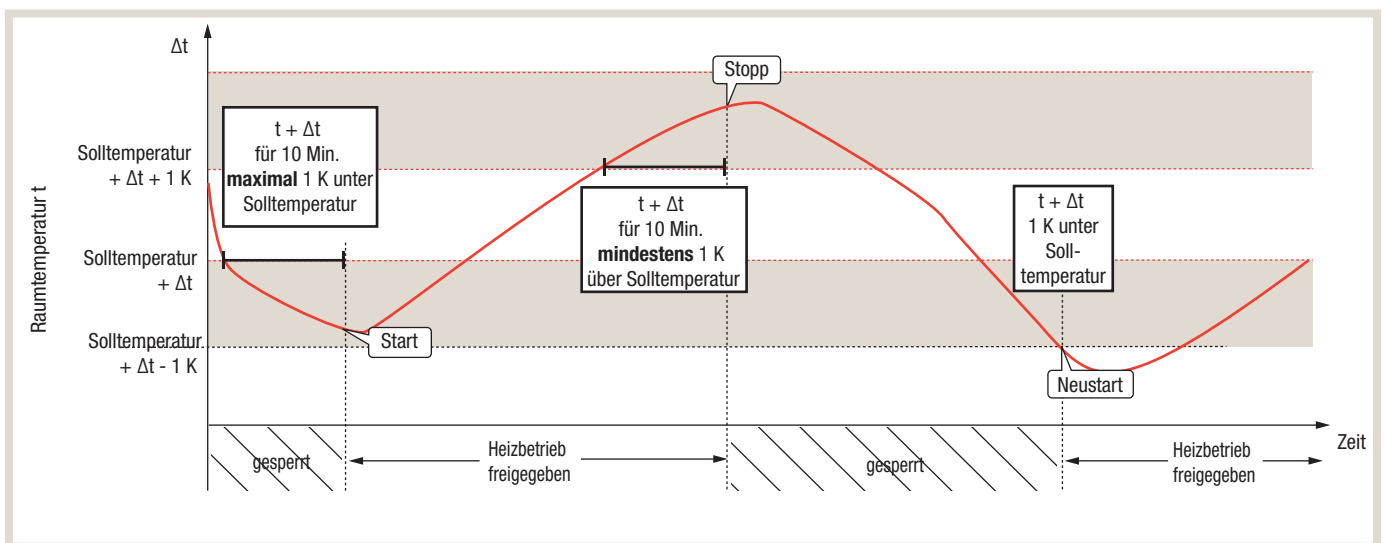 Δt
Raumtemperatur t
Solltemperatur
+ Δt + 1 K
Solltemperatur
+ Δt
Solltemperatur
+ Δt - 1 K
t + Δt
für 10 Min.
maximal 1 K unter
Solltemperatur
Start
Stopp
t + Δt
für 10 Min.
mindestens 1 K
über Solltemperatur
t + Δt
1 K unter
Soll-
temperatur
Neustart
Zeit
gesperrt
Heizbetrieb
freigegeben
gesperrt
Heizbetrieb
freigegeben